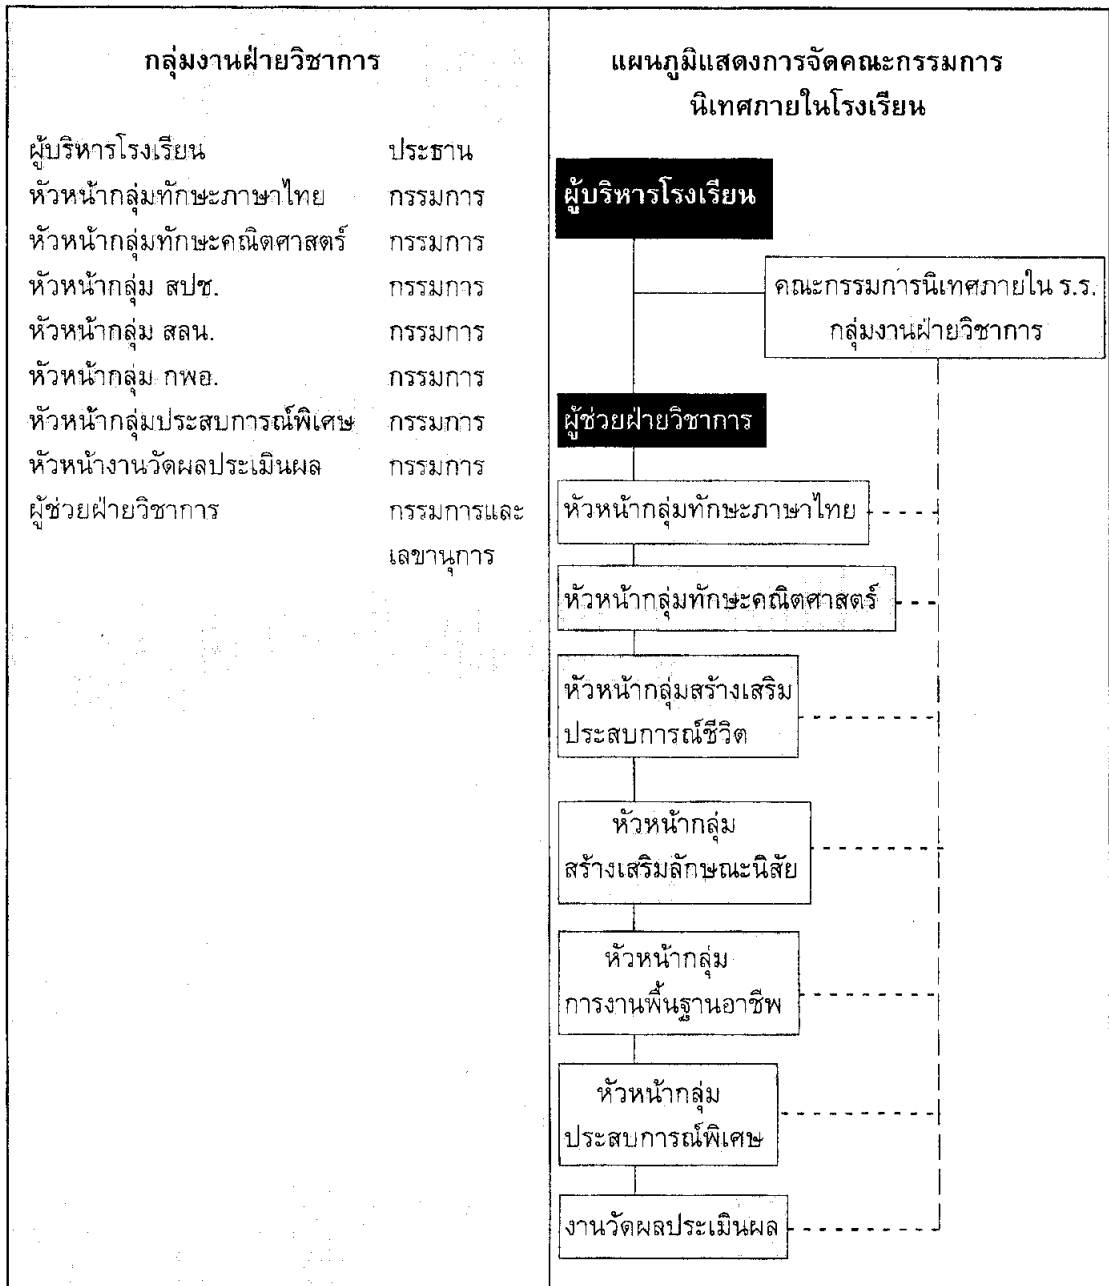 กลุ่มงานฝ่ายวิชาการ
ผู้บริหารโรงเรียน ประธาน
หัวหน้ากลุ่มทักษะภาษาไทย กรรมการ
หัวหน้ากลุ่มทักษะคณิตศาสตร์ กรรมการ
หัวหน้ากลุ่ม สปช. กรรมการ
หัวหน้ากลุ่ม สลน. กรรมการ
หัวหน้ากลุ่ม กพอ. กรรมการ
หัวหน้ากลุ่มประสบการณ์พิเศษ กรรมการ
หัวหน้างานวัดผลประเมินผล กรรมการ
ผู้ช่วยฝ่ายวิชาการ กรรมการและ
เลขานุการ
แผนภูมิแสดงการจัดคณะกรรมการ
นิเทศภายในโรงเรียน
ผู้บริหารโรงเรียน
คณะกรรมการนิเทศภายใน ร.ร.
กลุ่มงานฝ่ายวิชาการ
ผู้ช่วยฝ่ายวิชาการ
หัวหน้ากลุ่มทักษะภาษาไทย
หัวหน้ากลุ่มทักษะคณิตศาสตร์
หัวหน้ากลุ่มสร้างเสริม
ประสบการณ์ชีวิต
หัวหน้ากลุ่ม
สร้างเสริมลักษณะนิสัย
หัวหน้ากลุ่ม
การงานพื้นฐานอาชีพ
หัวหน้ากลุ่ม
ประสบการณ์พิเศษ
งานวัดผลประเมินผล